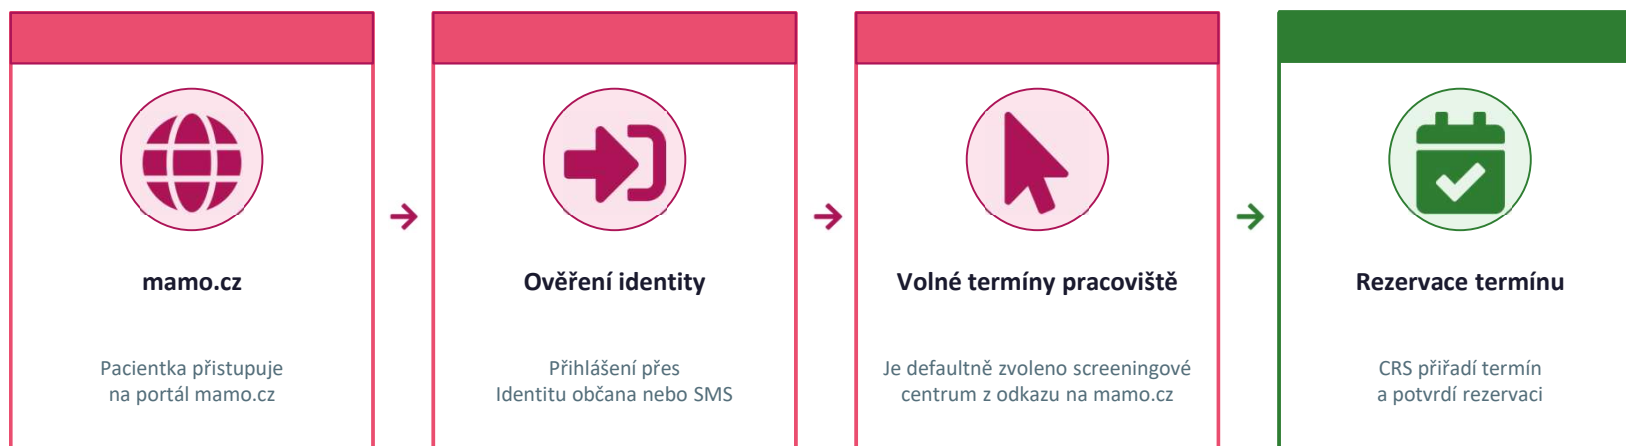 mamo.cz
Pacientka přistupuje
na portál mamo.cz
Ověření identity
Přihlášení přes
Identitu občana nebo SMS
Volné termíny pracoviště
Je defaultně zvoleno screeningové
centrum z odkazu na mamo.cz
Rezervace termínu
CRS přiřadí termín
a potvrdí rezervaci